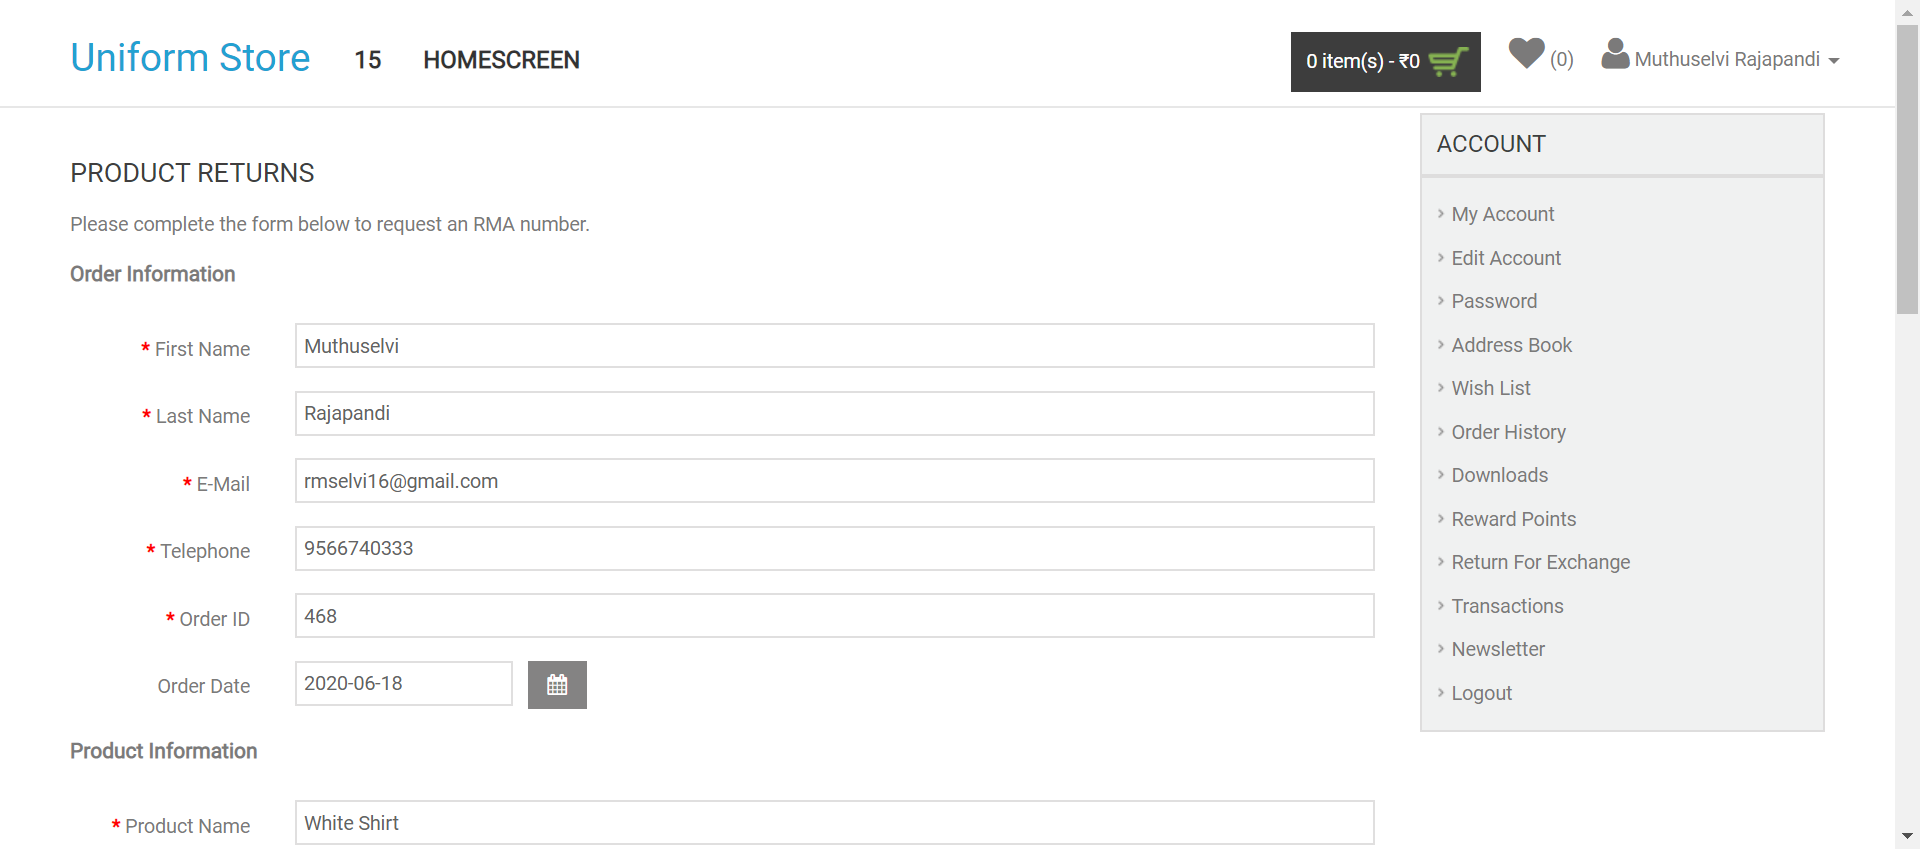 Uniform Store 15 HOMESCREEN 0 item(s) - ₹0 (0) Muthuselvi Rajapandi
PRODUCT RETURNS
Please complete the form below to request an RMA number.
Order Information
* First Name Muthuselvi
* Last Name Rajapandi
* E-Mail rmselvi16@gmail.com
* Telephone 9566740333
* Order ID 468
Order Date 2020-06-18
Product Information
* Product Name White Shirt
ACCOUNT
My Account
Edit Account
Password
Address Book
Wish List
Order History
Downloads
Reward Points
Return For Exchange
Transactions
Newsletter
Logout